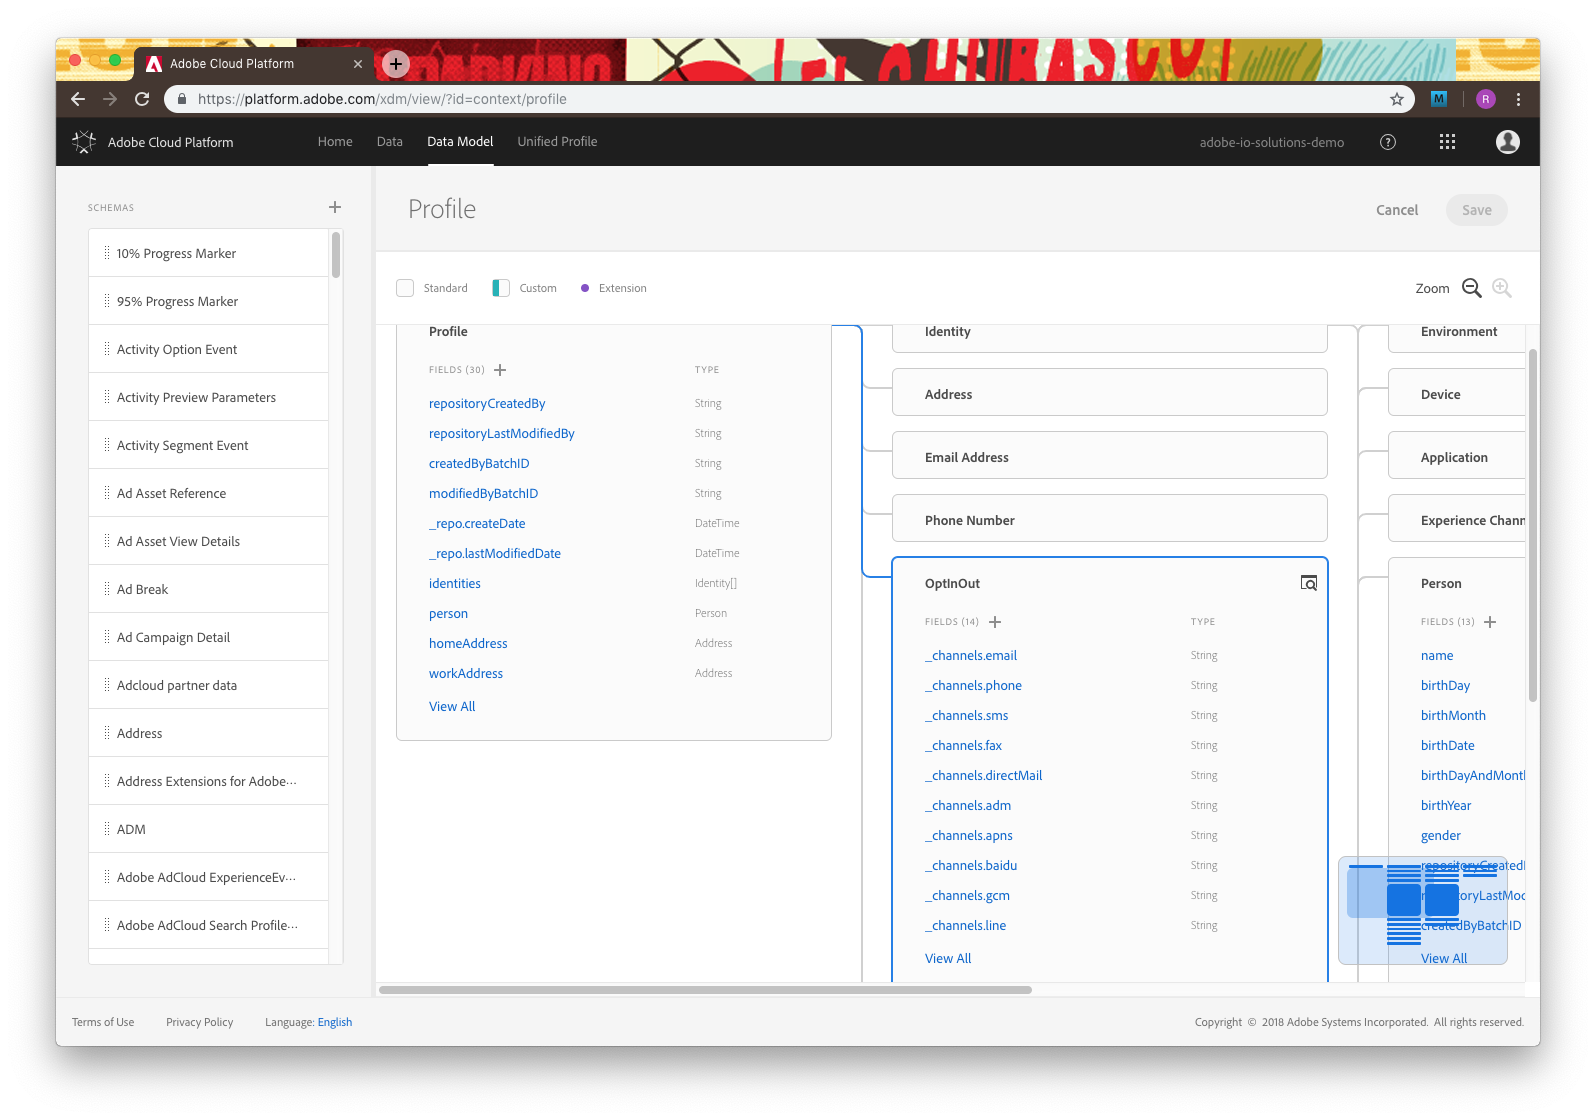 EL CHUBASCO
Adobe Cloud Platform
https://platform.adobe.com/xdm/view/?id=context/profile
M
R
Adobe Cloud Platform
Home
Data
Data Model
Unified Profile
adobe-io-solutions-demo
SCHEMAS
10% Progress Marker
95% Progress Marker
Activity Option Event
Activity Preview Parameters
Activity Segment Event
Ad Asset Reference
Ad Asset View Details
Ad Break
Ad Campaign Detail
Adcloud partner data
Address
Address Extensions for Adobe···
ADM
Adobe AdCloud ExperienceEv···
Adobe AdCloud Search Profile···
Profile
Cancel
Save
Standard
Custom
Extension
Zoom
Profile
FIELDS (30)
TYPE
repositoryCreatedBy String
repositoryLastModifiedBy String
createdByBatchID String
modifiedByBatchID String
_repo.createDate DateTime
_repo.lastModifiedDate DateTime
identities Identity[]
person Person
homeAddress Address
workAddress Address
View All
Identity
Address
Email Address
Phone Number
OptInOut
FIELDS (14)
TYPE
_channels.email String
_channels.phone String
_channels.sms String
_channels.fax String
_channels.directMail String
_channels.adm String
_channels.apns String
_channels.baidu String
_channels.gcm String
_channels.line String
View All
Environment
Device
Application
Experience Chann
Person
FIELDS (13)
name
birthDay
birthMonth
birthDate
birthDayAndMont
birthYear
gender
repositoryCreated
createdByBatchID
View All
Terms of Use
Privacy Policy
Language: English
Copyright © 2018 Adobe Systems Incorporated. All rights reserved.